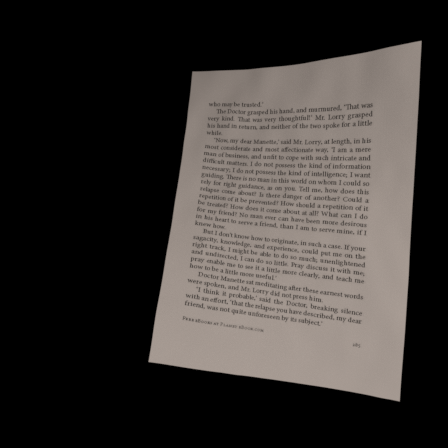 who may be trusted.'
The Doctor grasped his hand, and murmured, 'That was
very kind. That was very thoughtful!' Mr. Lorry grasped
his hand in return, and neither of the two spoke for a little
while.
'Now, my dear Manette,' said Mr. Lorry, at length, in his
most considerate and most affectionate way, 'I am a mere
man of business, and unfit to cope with such intricate and
difficult matters. I do not possess the kind of information
necessary; I do not possess the kind of intelligence; I want
guiding. There is no man in this world on whom I could so
rely for right guidance, as on you. Tell me, how does this
relapse come about? Is there danger of another? Could a
repetition of it be prevented? How should a repetition of it
be treated? How does it come about at all? What can I do
for my friend? No man ever can have been more desirous
in his heart to serve a friend, than I am to serve mine, if I
knew how.
But I don't know how to originate, in such a case. If your
sagacity, knowledge, and experience, could put me on the
right track, I might be able to do so much; unenlightened
and undirected, I can do so little. Pray discuss it with me;
pray enable me to see it a little more clearly, and teach me
how to be a little more useful.'
Doctor Manette sat meditating after these earnest words
were spoken, and Mr. Lorry did not press him.
'I think it probable,' said the Doctor, breaking silence
with an effort, 'that the relapse you have described, my dear
friend, was not quite unforeseen by its subject.'
Free eBooks at Planet eBook.com